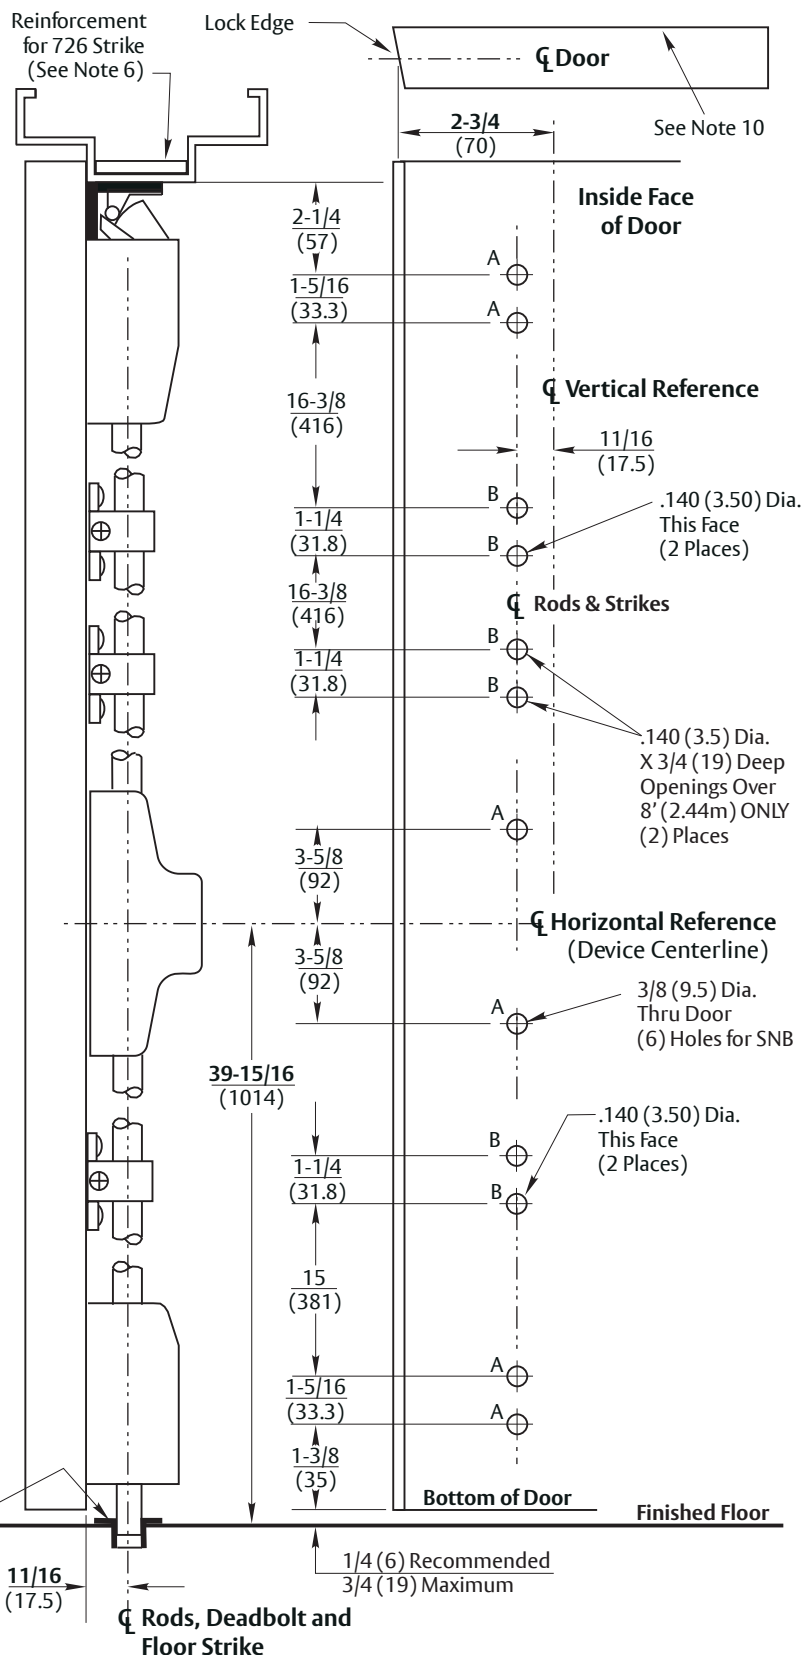 Reinforcement
for 726 Strike
(See Note 6)
Lock Edge
℄ Door
See Note 10
2-3/4
(70)
Inside Face
of Door
2-1/4
(57)
A
1-5/16
(33.3)
A
℄ Vertical Reference
16-3/8
(416)
11/16
(17.5)
B
.140 (3.50) Dia.
This Face
(2 Places)
1-1/4
(31.8)
B
16-3/8
(416)
℄ Rods & Strikes
B
1-1/4
(31.8)
B
.140 (3.5) Dia.
X 3/4 (19) Deep
Openings Over
8’ (2.44m) ONLY
(2) Places
A
3-5/8
(92)
℄ Horizontal Reference
(Device Centerline)
3-5/8
(92)
A
3/8 (9.5) Dia.
Thru Door
(6) Holes for SNB
39-15/16
(1014)
.140 (3.50) Dia.
This Face
(2 Places)
B
1-1/4
(31.8)
B
15
(381)
A
1-5/16
(33.3)
A
1-3/8
(35)
Bottom of Door
Finished Floor
1/4 (6) Recommended
3/4 (19) Maximum
11/16
(17.5)
℄ Rods, Deadbolt and
Floor Strike